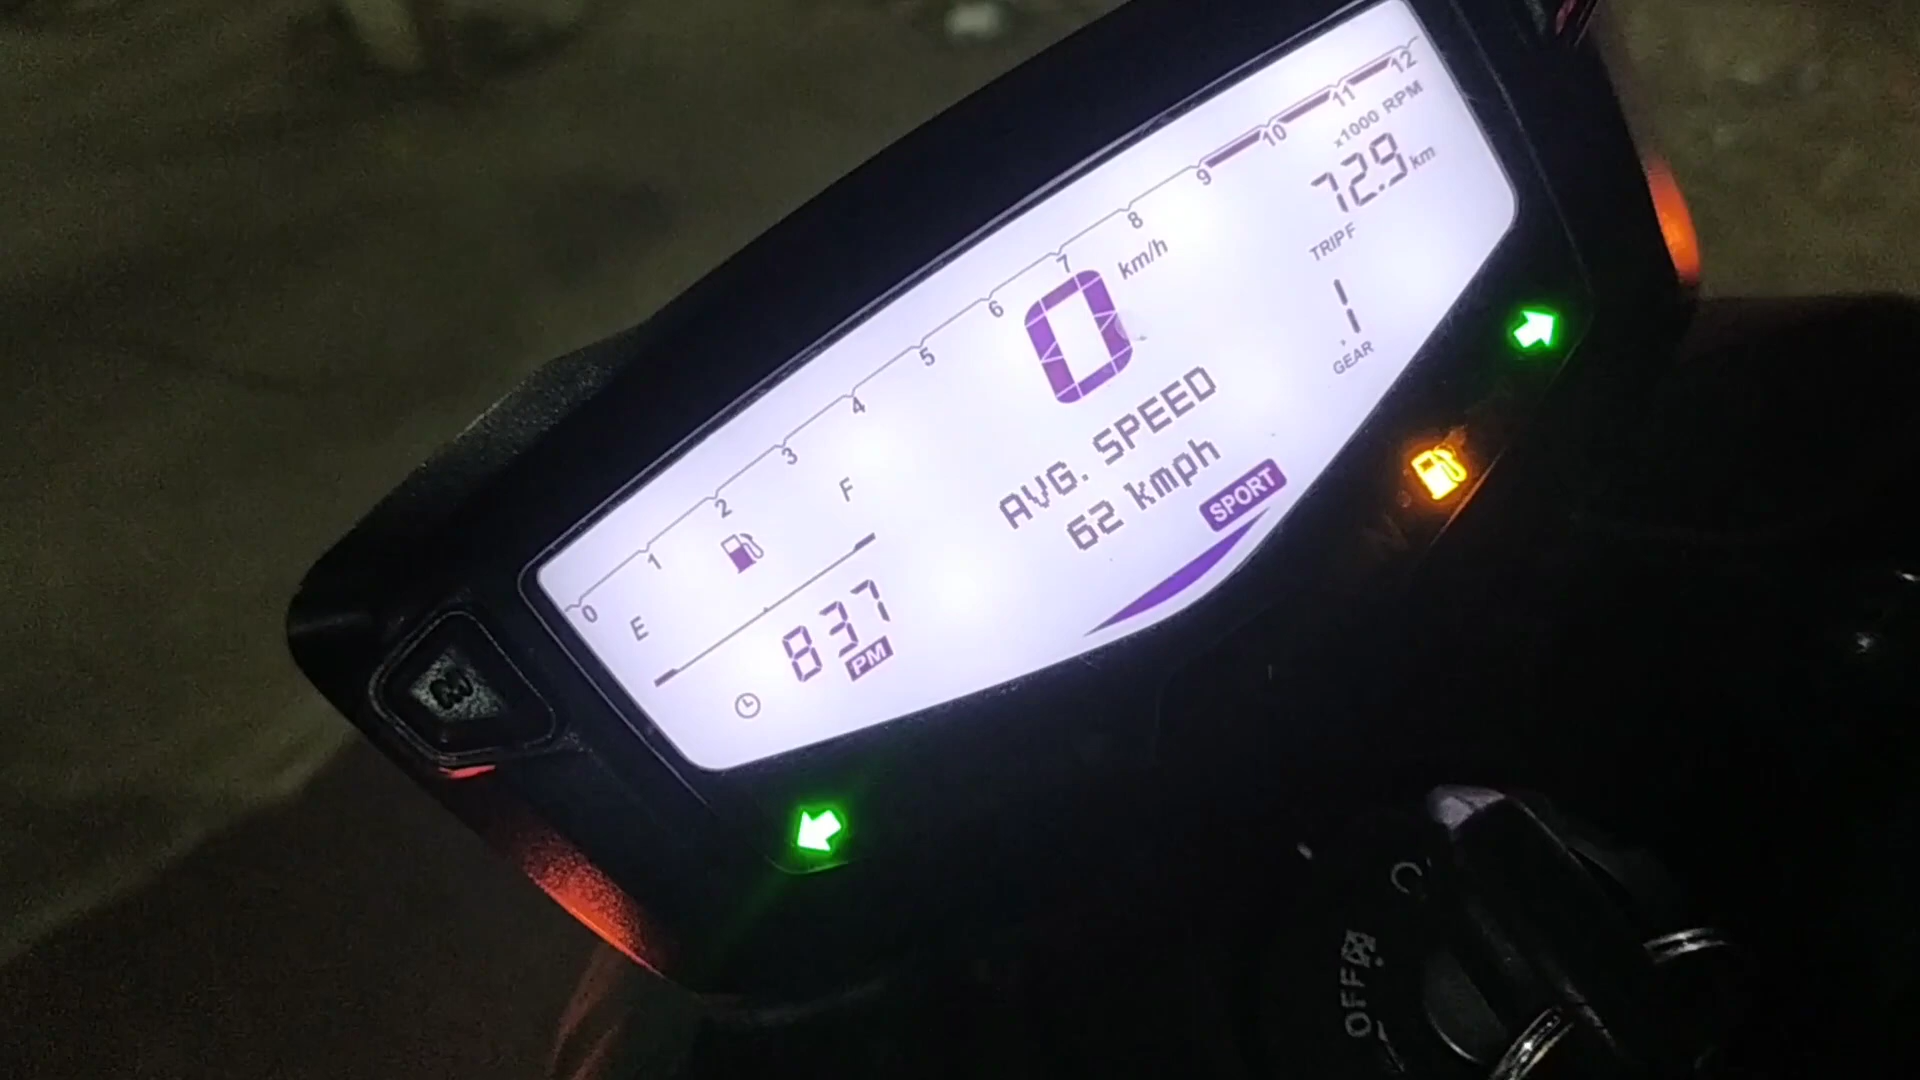 0 1 2 3 4 5 6 7 8 9 10 11 12
x1000 RPM
72.9 km
TRIP F
0 km/h
1
GEAR
AVG. SPEED
62 kmph
SPORT
E F
8 37
PM
OFF